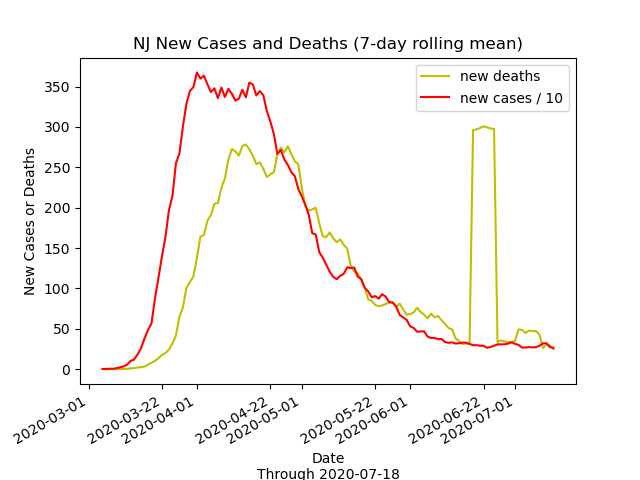 NJ New Cases and Deaths (7-day rolling mean)
new deaths
new cases / 10
350
300
250
200
150
100
50
0
New Cases or Deaths
2020-03-01
2020-03-22
2020-04-01
2020-04-22
2020-05-01
2020-05-22
2020-06-01
2020-06-22
2020-07-01
Date
Through 2020-07-18